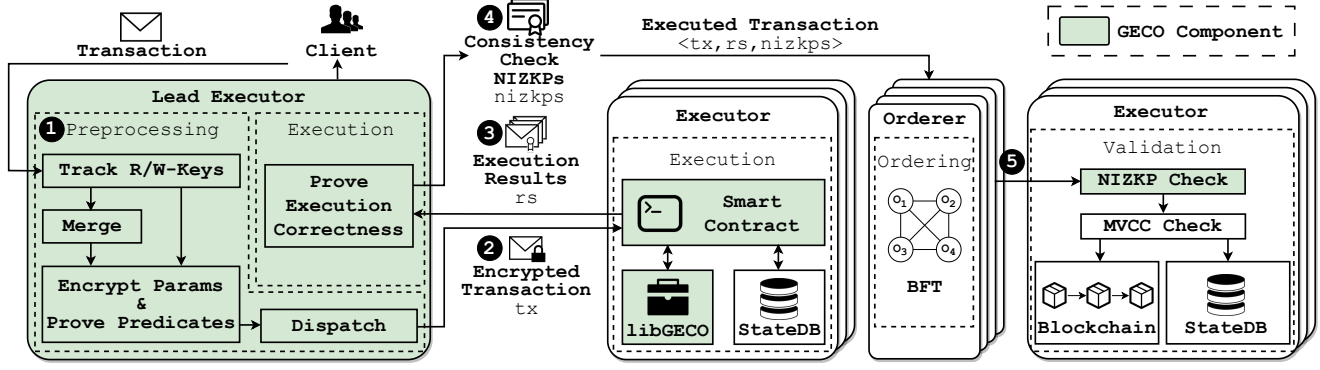 Transaction
Client
4
Consistency
Check
NIZKPs
nizkps
Executed Transaction
<tx,rs,nizkps>
GECO Component
Lead Executor
1
Preprocessing
Track R/W-Keys
Merge
Encrypt Params
&
Prove Predicates
Execution
Prove
Execution
Correctness
Dispatch
3
Execution
Results
rs
2
Encrypted
Transaction
tx
Executor
Execution
Smart
Contract
libGECO
StateDB
Orderer
Ordering
O1
O2
O3
O4
BFT
5
Executor
Validation
NIZKP Check
MVCC Check
Blockchain
StateDB